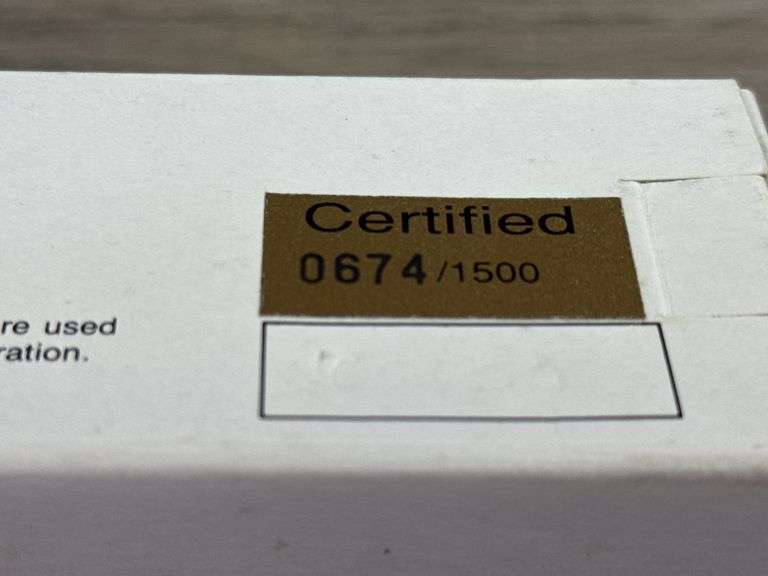 Certified
0674/1500
re used
ration.